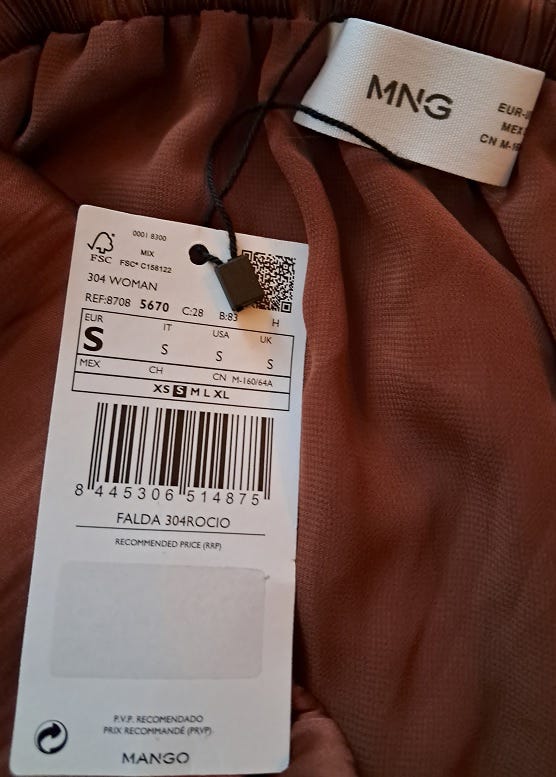 MNG
EUR-
MEX
CN M-
0001 8300
MIX
FSC
FSC® C158122
304 WOMAN
REF:8708 5670 C:28 B:83 H
EUR IT USA UK
S S S S
MEX CH CN M-160/64A
XS S M L XL
8 445306 514875
FALDA 304ROCIO
RECOMMENDED PRICE (RRP)
P.V.P. RECOMENDADO
PRIX RECOMMANDÉ (PRVP)
MANGO